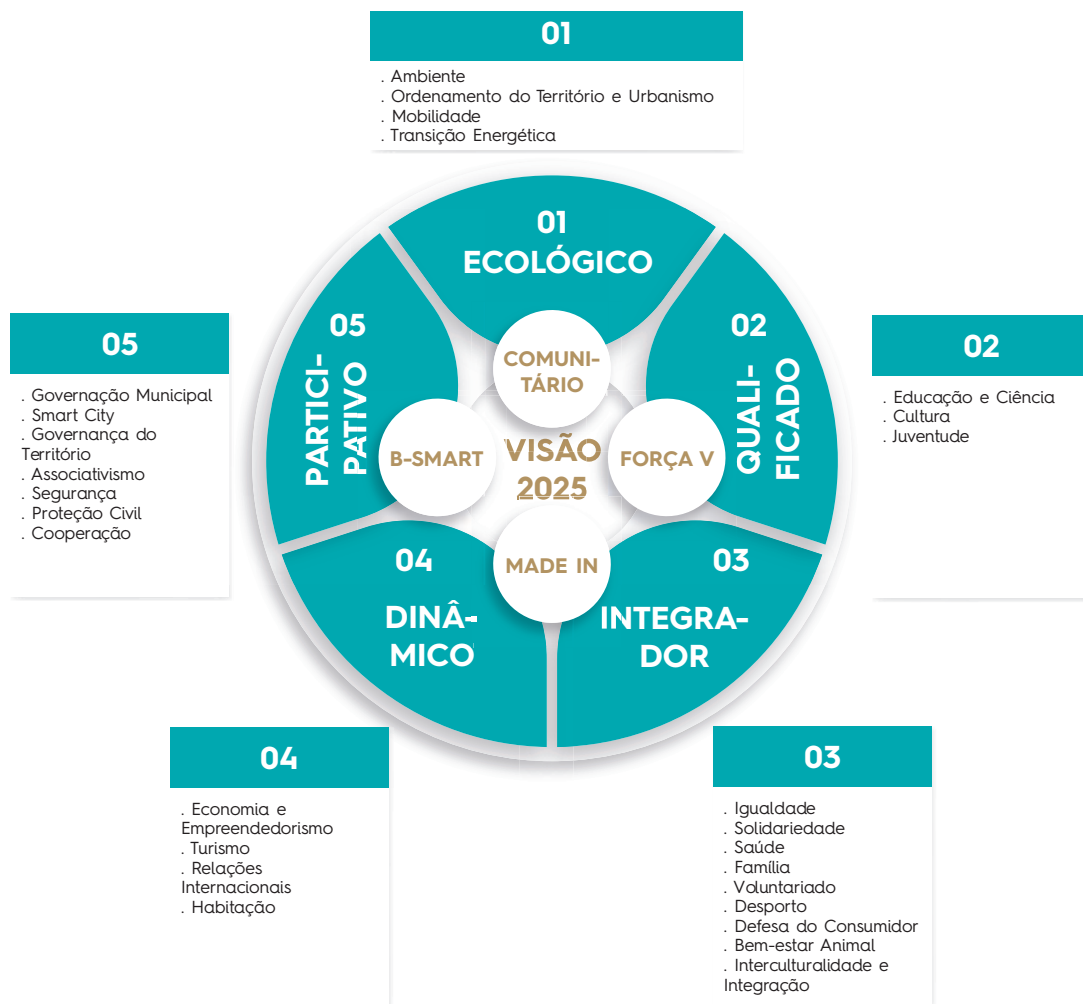 01
. Ambiente
. Ordenamento do Território e Urbanismo
. Mobilidade
. Transição Energética
01
ECOLÓGICO
02
QUALI-
FICADO
03
INTEGRA-
DOR
04
DINÂ-
MICO
05
PARTICI-
PATIVO
COMUNI-
TÁRIO
B-SMART
VISÃO
2025
FORÇA V
MADE IN
05
. Governação Municipal
. Smart City
. Governança do
Território
. Associativismo
. Segurança
. Proteção Civil
. Cooperação
02
. Educação e Ciência
. Cultura
. Juventude
04
. Economia e
Empreendedorismo
. Turismo
. Relações
Internacionais
. Habitação
03
. Igualdade
. Solidariedade
. Saúde
. Família
. Voluntariado
. Desporto
. Defesa do Consumidor
. Bem-estar Animal
. Interculturalidade e
Integração